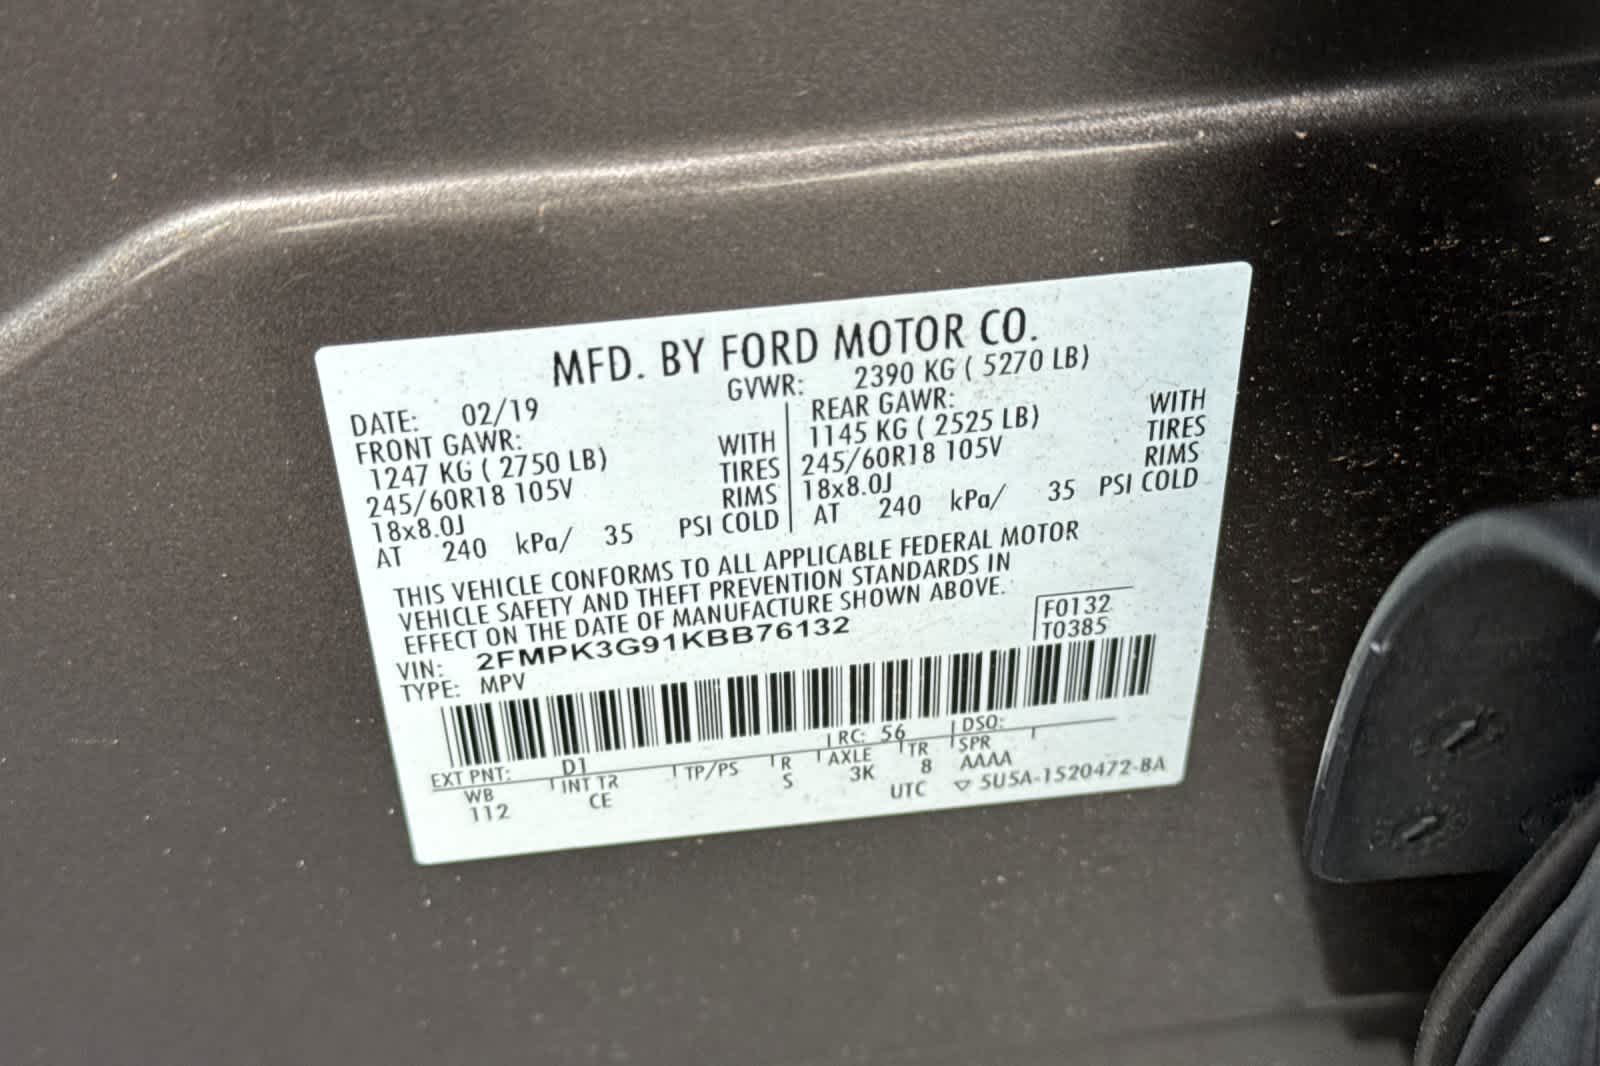 MFD. BY FORD MOTOR CO.
DATE: 02/19 GVWR: 2390 KG ( 5270 LB)
FRONT GAWR: REAR GAWR:
1247 KG ( 2750 LB) WITH 1145 KG ( 2525 LB) WITH
245/60R18 105V TIRES 245/60R18 105V TIRES
18x8.0J RIMS 18x8.0J RIMS
AT 240 kPa/ 35 PSI COLD AT 240 kPa/ 35 PSI COLD
THIS VEHICLE CONFORMS TO ALL APPLICABLE FEDERAL MOTOR
VEHICLE SAFETY AND THEFT PREVENTION STANDARDS IN
EFFECT ON THE DATE OF MANUFACTURE SHOWN ABOVE.
VIN: 2FMPK3G91KBB76132 F0132
TYPE: MPV T0385
EXT PNT: D1 RC: 56 DSO:
WB INT TR TP/PS R AXLE TR SPR
112 CE S 3K 8 AAAA
UTC ▽ 5U5A-1520472-BA